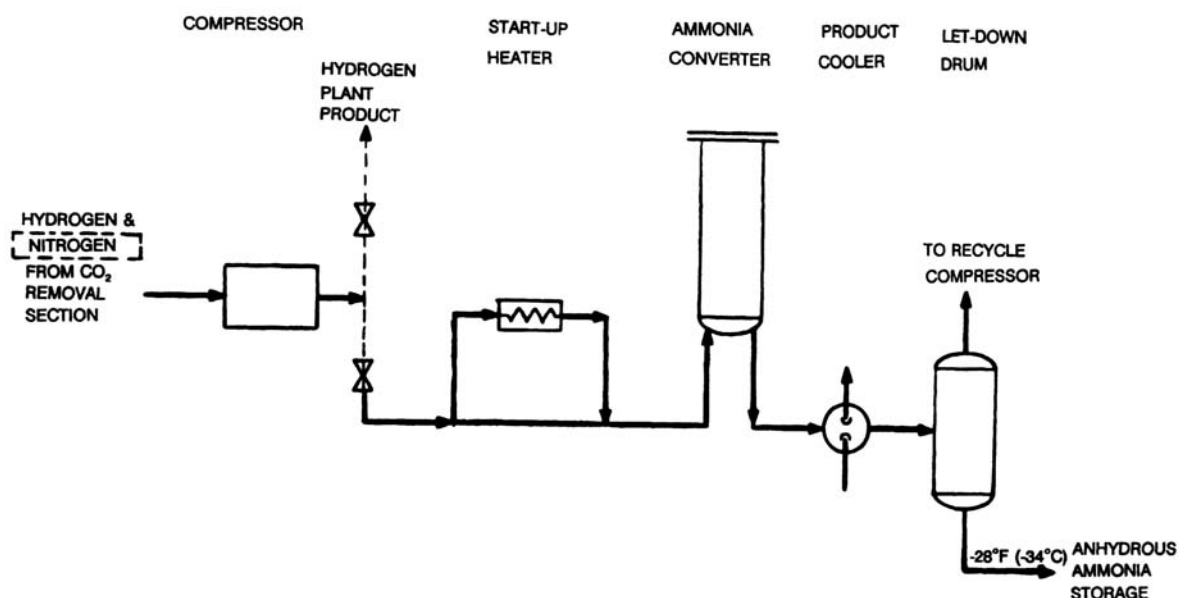 COMPRESSOR
START-UP
HEATER
AMMONIA
CONVERTER
PRODUCT
COOLER
LET-DOWN
DRUM
HYDROGEN
PLANT
PRODUCT
HYDROGEN &
NITROGEN
FROM CO₂
REMOVAL
SECTION
TO RECYCLE
COMPRESSOR
-28°F (-34°C)
ANHYDROUS
AMMONIA
STORAGE